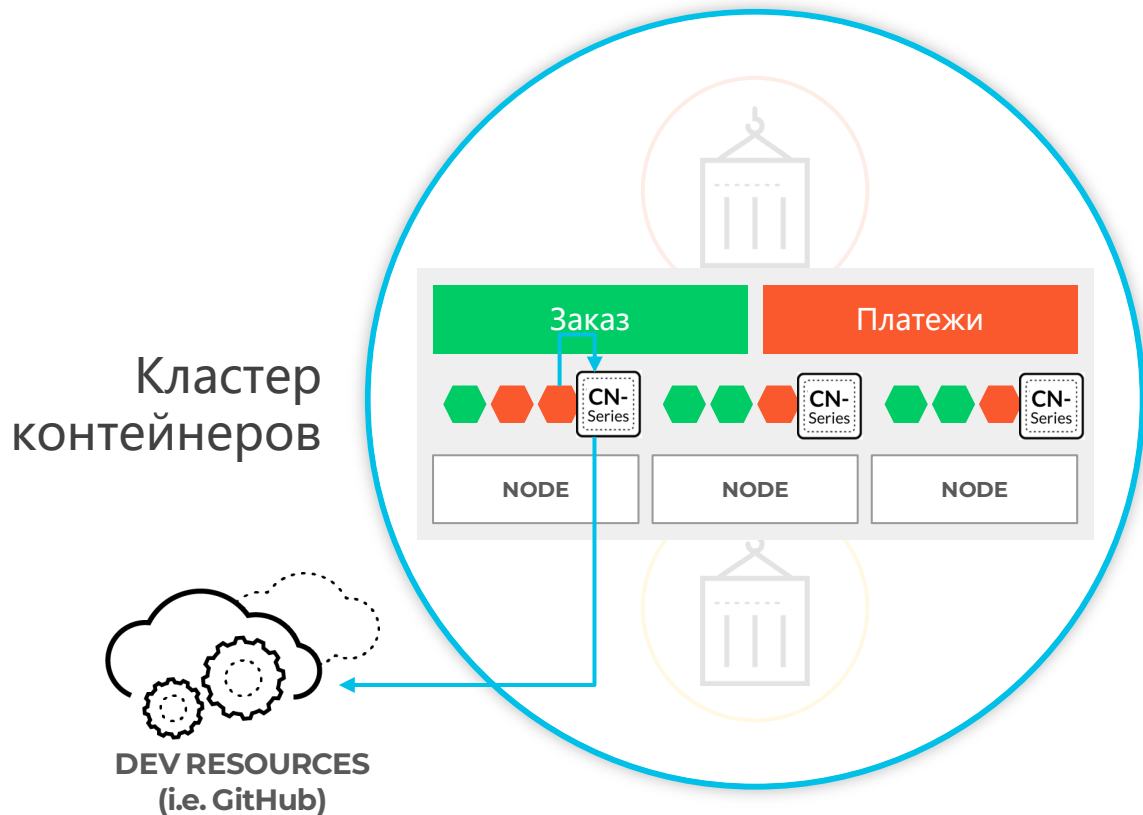 Заказ
Платежи
Кластер
контейнеров
CN-
Series
CN-
Series
CN-
Series
NODE
NODE
NODE
DEV RESOURCES
(i.e. GitHub)